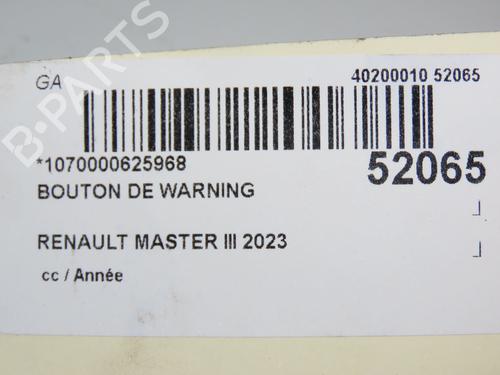 GA
40200010 52065
*1070000625968
52065
BOUTON DE WARNING
RENAULT MASTER III 2023
cc / Année
B-PARTS